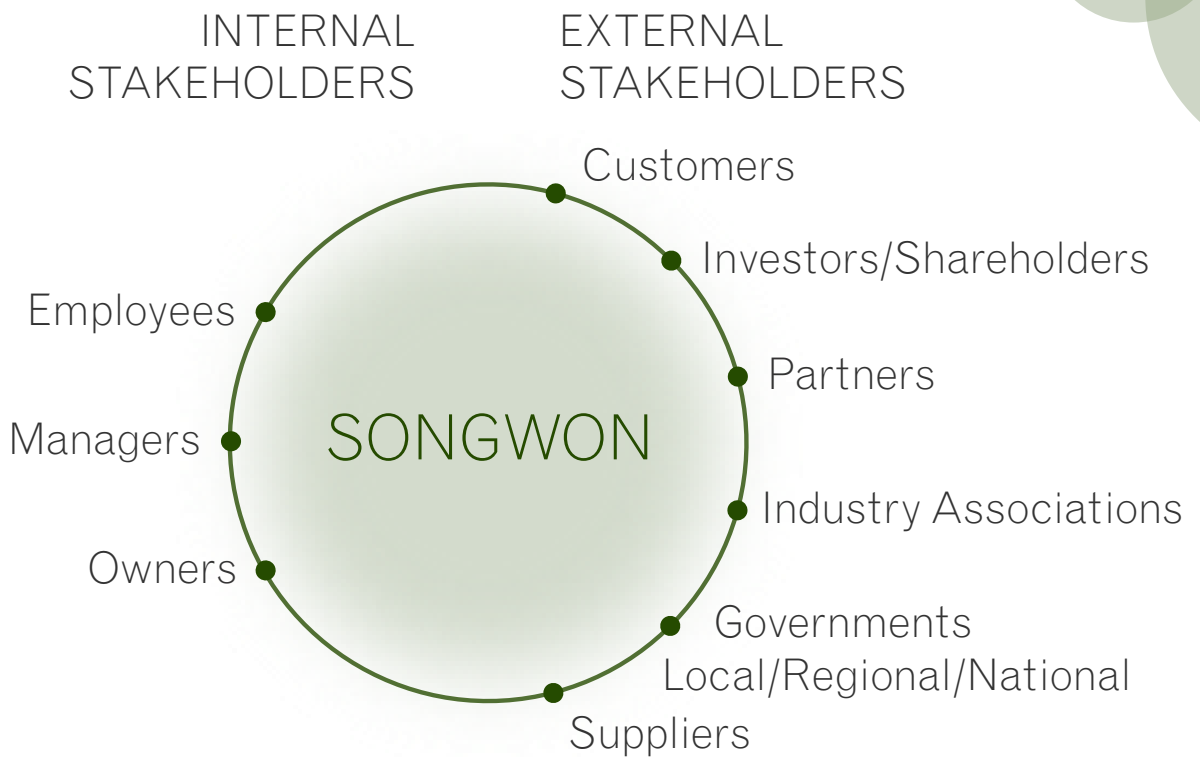 INTERNAL
STAKEHOLDERS
EXTERNAL
STAKEHOLDERS
Customers
Investors/Shareholders
Employees
Partners
Managers
SONGWON
Industry Associations
Owners
Governments
Local/Regional/National
Suppliers